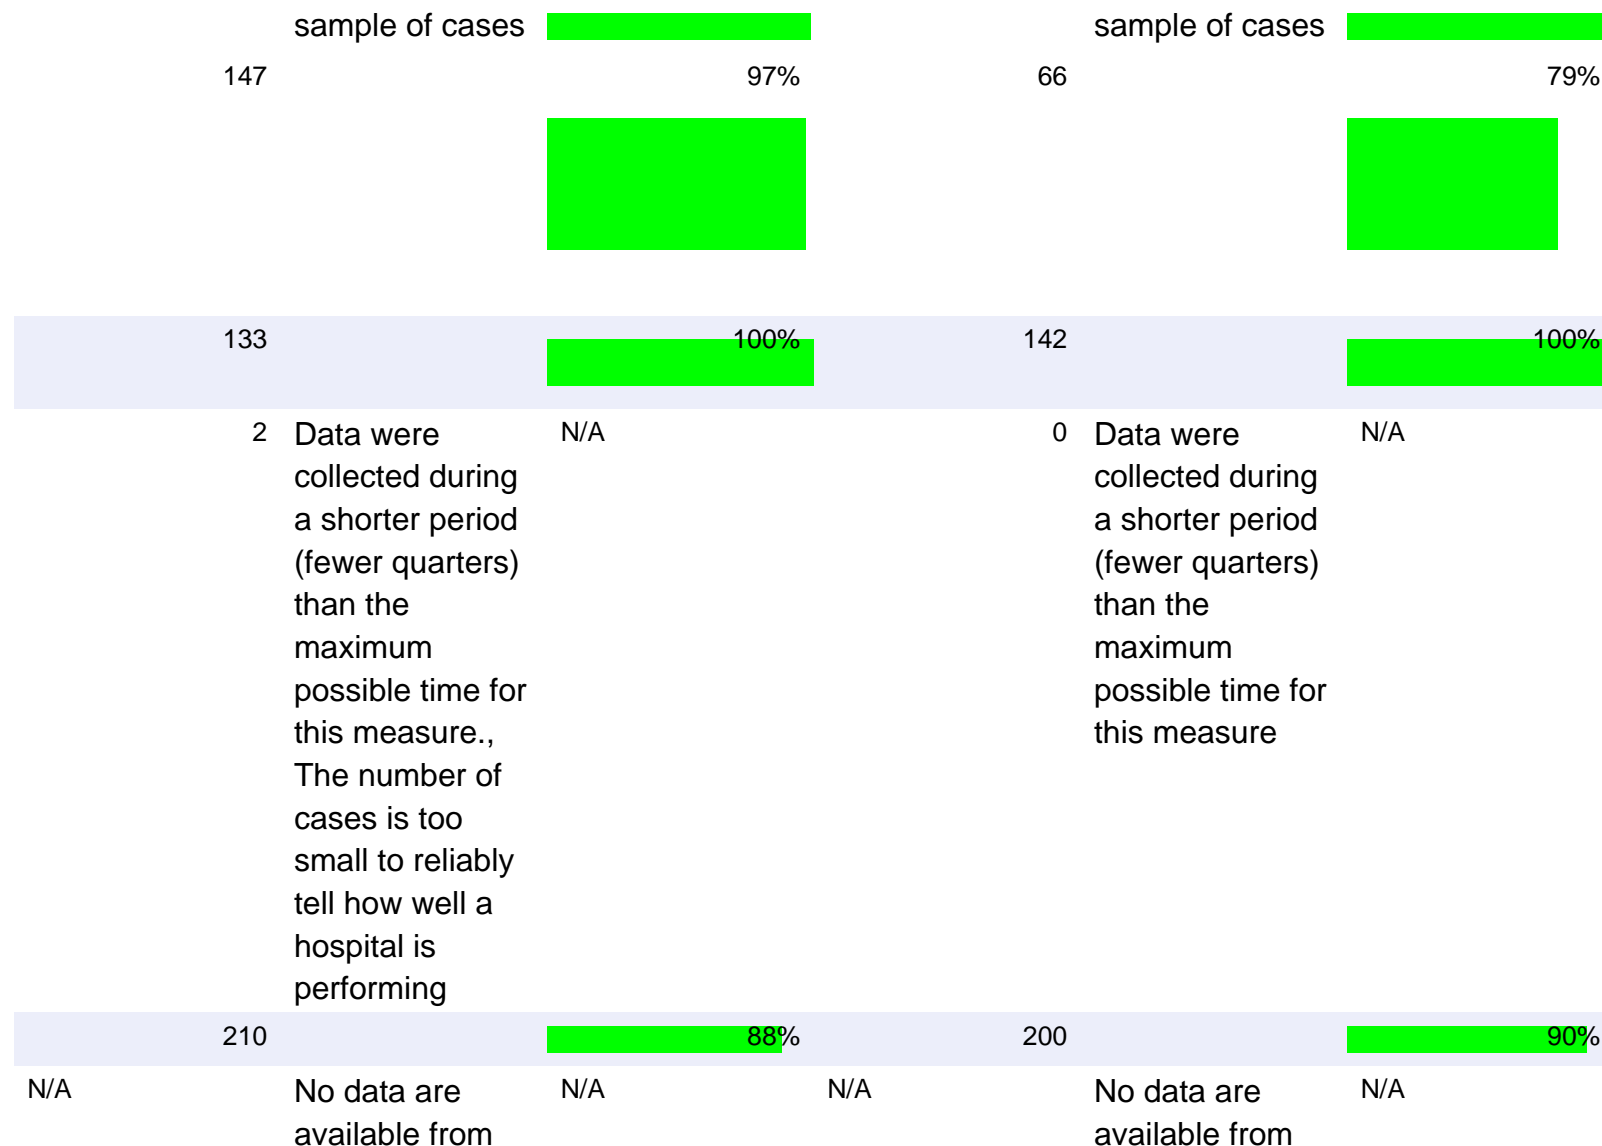 sample of cases sample of cases
147 97% 66 79%
133 100% 142 100%
2 Data were N/A 0 Data were N/A
collected during collected during
a shorter period a shorter period
(fewer quarters) (fewer quarters)
than the than the
maximum maximum
possible time for possible time for
this measure., this measure
The number of
cases is too
small to reliably
tell how well a
hospital is
performing
210 88% 200 90%
N/A No data are N/A N/A No data are N/A
available from available from